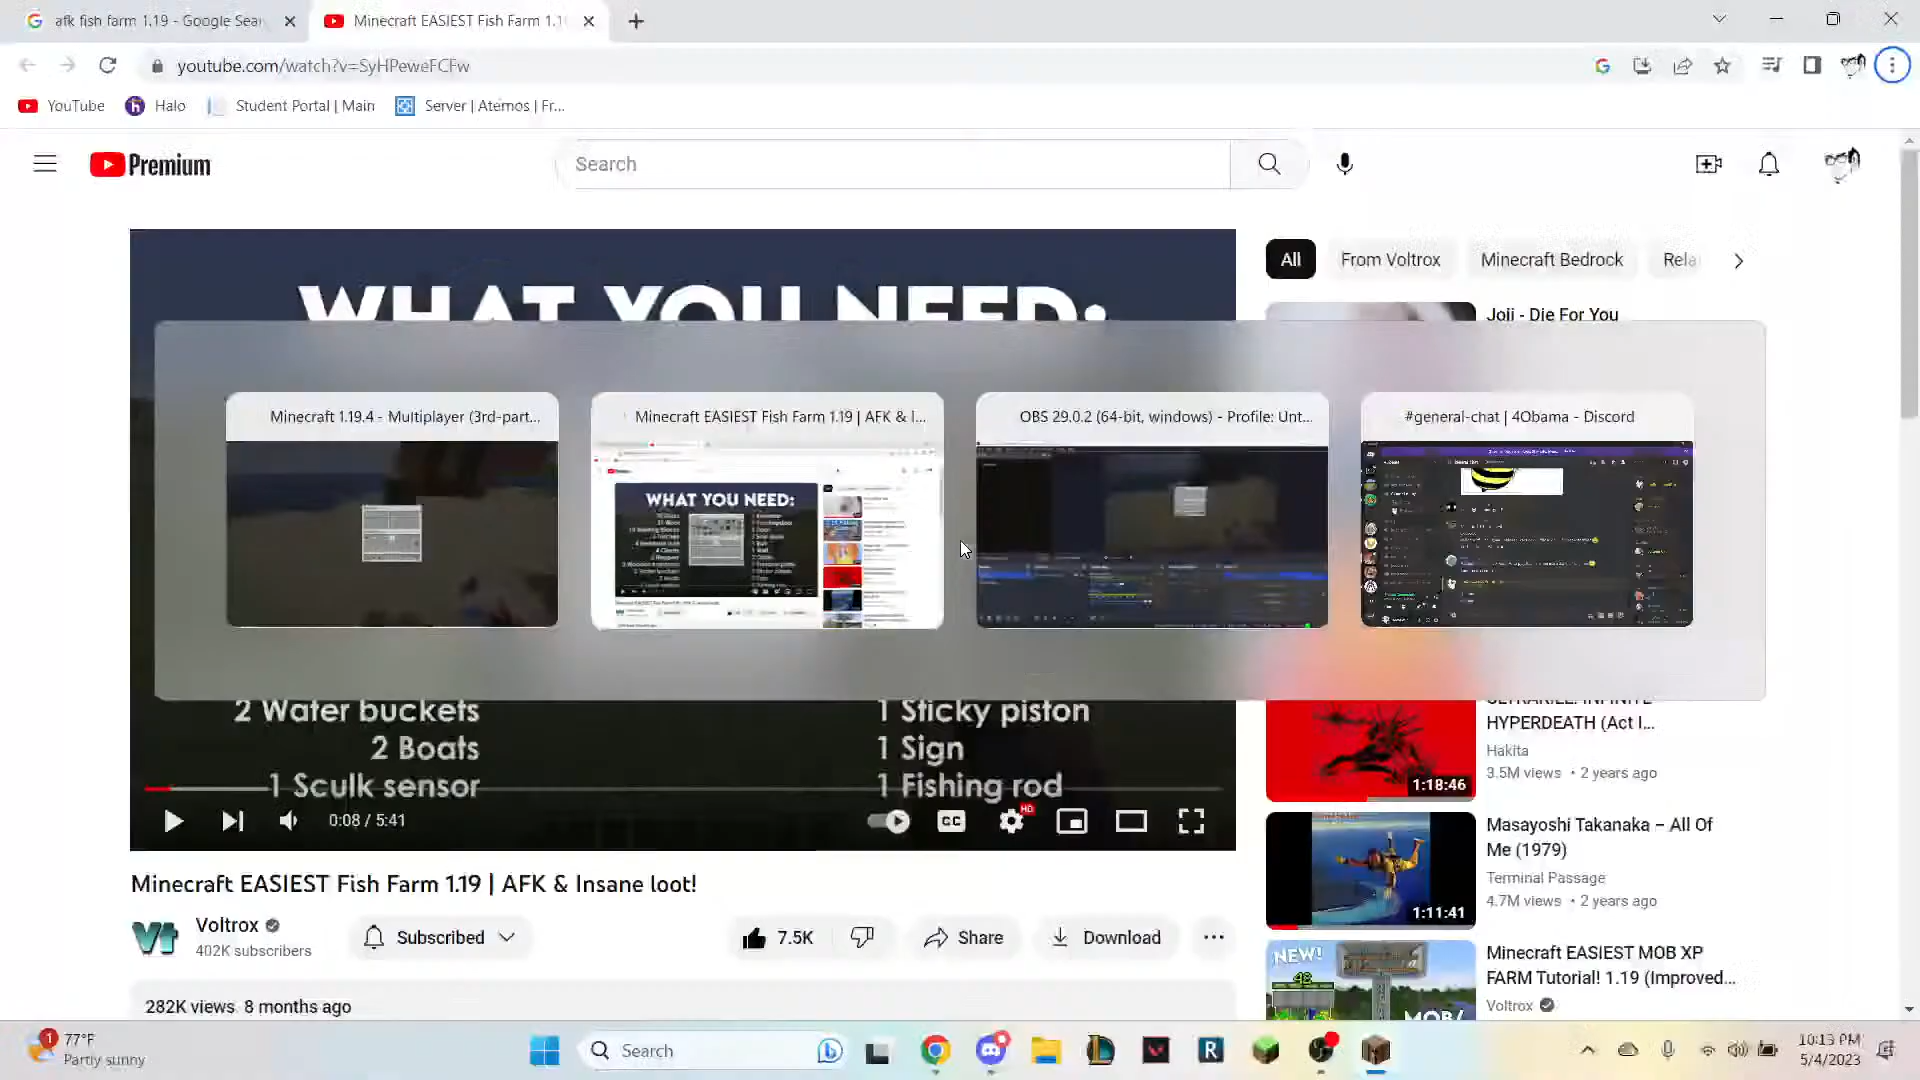 afk fish farm 1.19 - Google Sear
Minecraft EASIEST Fish Farm 1.1
youtube.com/watch?v=SyHPeweFCFw
YouTube
Halo
Student Portal | Main
Server | Aternos | Fr...
Premium
Search
WHAT YOU NEED:
All
From Voltrox
Minecraft Bedrock
Rela
Joji - Die For You
Minecraft 1.19.4 - Multiplayer (3rd-part...
Minecraft EASIEST Fish Farm 1.19 | AFK & I...
OBS 29.0.2 (64-bit, windows) - Profile: Unt...
#general-chat | 4Obama - Discord
WHAT YOU NEED:
2 Water buckets
2 Boats
1 Sculk sensor
1 Sticky piston
1 Sign
1 Fishing rod
0:08 / 5:41
CC
HD
HYPERDEATH (Act I...
Hakita
3.5M views • 2 years ago
1:18:46
Masayoshi Takanaka – All Of
Me (1979)
Terminal Passage
4.7M views • 2 years ago
1:11:41
Minecraft EASIEST Fish Farm 1.19 | AFK & Insane loot!
Voltrox
402K subscribers
Subscribed
7.5K
Share
Download
282K views 8 months ago
NEW!
Minecraft EASIEST MOB XP
FARM Tutorial! 1.19 (Improved...
Voltrox
1
77°F
Partly sunny
Search
10:13 PM
5/4/2023